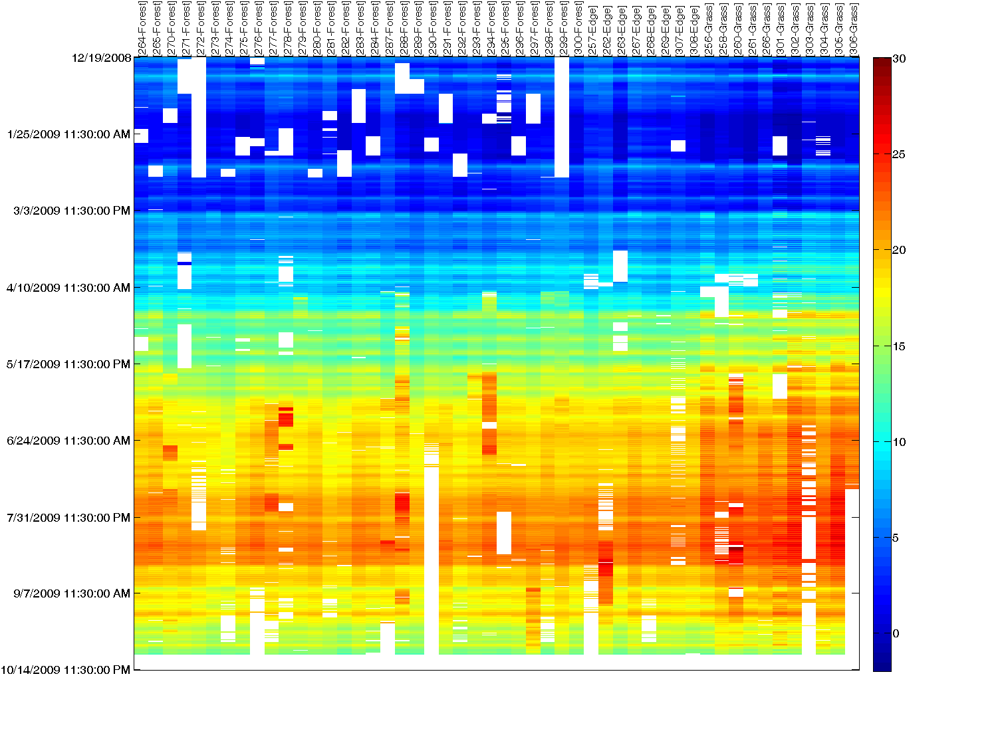 [264-Forest]
[265-Forest]
[270-Forest]
[271-Forest]
[272-Forest]
[273-Forest]
[274-Forest]
[275-Forest]
[276-Forest]
[277-Forest]
[278-Forest]
[279-Forest]
[280-Forest]
[281-Forest]
[282-Forest]
[283-Forest]
[284-Forest]
[287-Forest]
[288-Forest]
[289-Forest]
[290-Forest]
[291-Forest]
[292-Forest]
[293-Forest]
[294-Forest]
[295-Forest]
[296-Forest]
[297-Forest]
[298-Forest]
[299-Forest]
[300-Forest]
[257-Edge]
[262-Edge]
[263-Edge]
[267-Edge]
[268-Edge]
[269-Edge]
[307-Edge]
[308-Edge]
[256-Grass]
[258-Grass]
[260-Grass]
[261-Grass]
[266-Grass]
[301-Grass]
[302-Grass]
[303-Grass]
[304-Grass]
[305-Grass]
[306-Grass]
12/19/2008
1/25/2009 11:30:00 AM
3/3/2009 11:30:00 PM
4/10/2009 11:30:00 AM
5/17/2009 11:30:00 PM
6/24/2009 11:30:00 AM
7/31/2009 11:30:00 PM
9/7/2009 11:30:00 AM
10/14/2009 11:30:00 PM
30
25
20
15
10
5
0